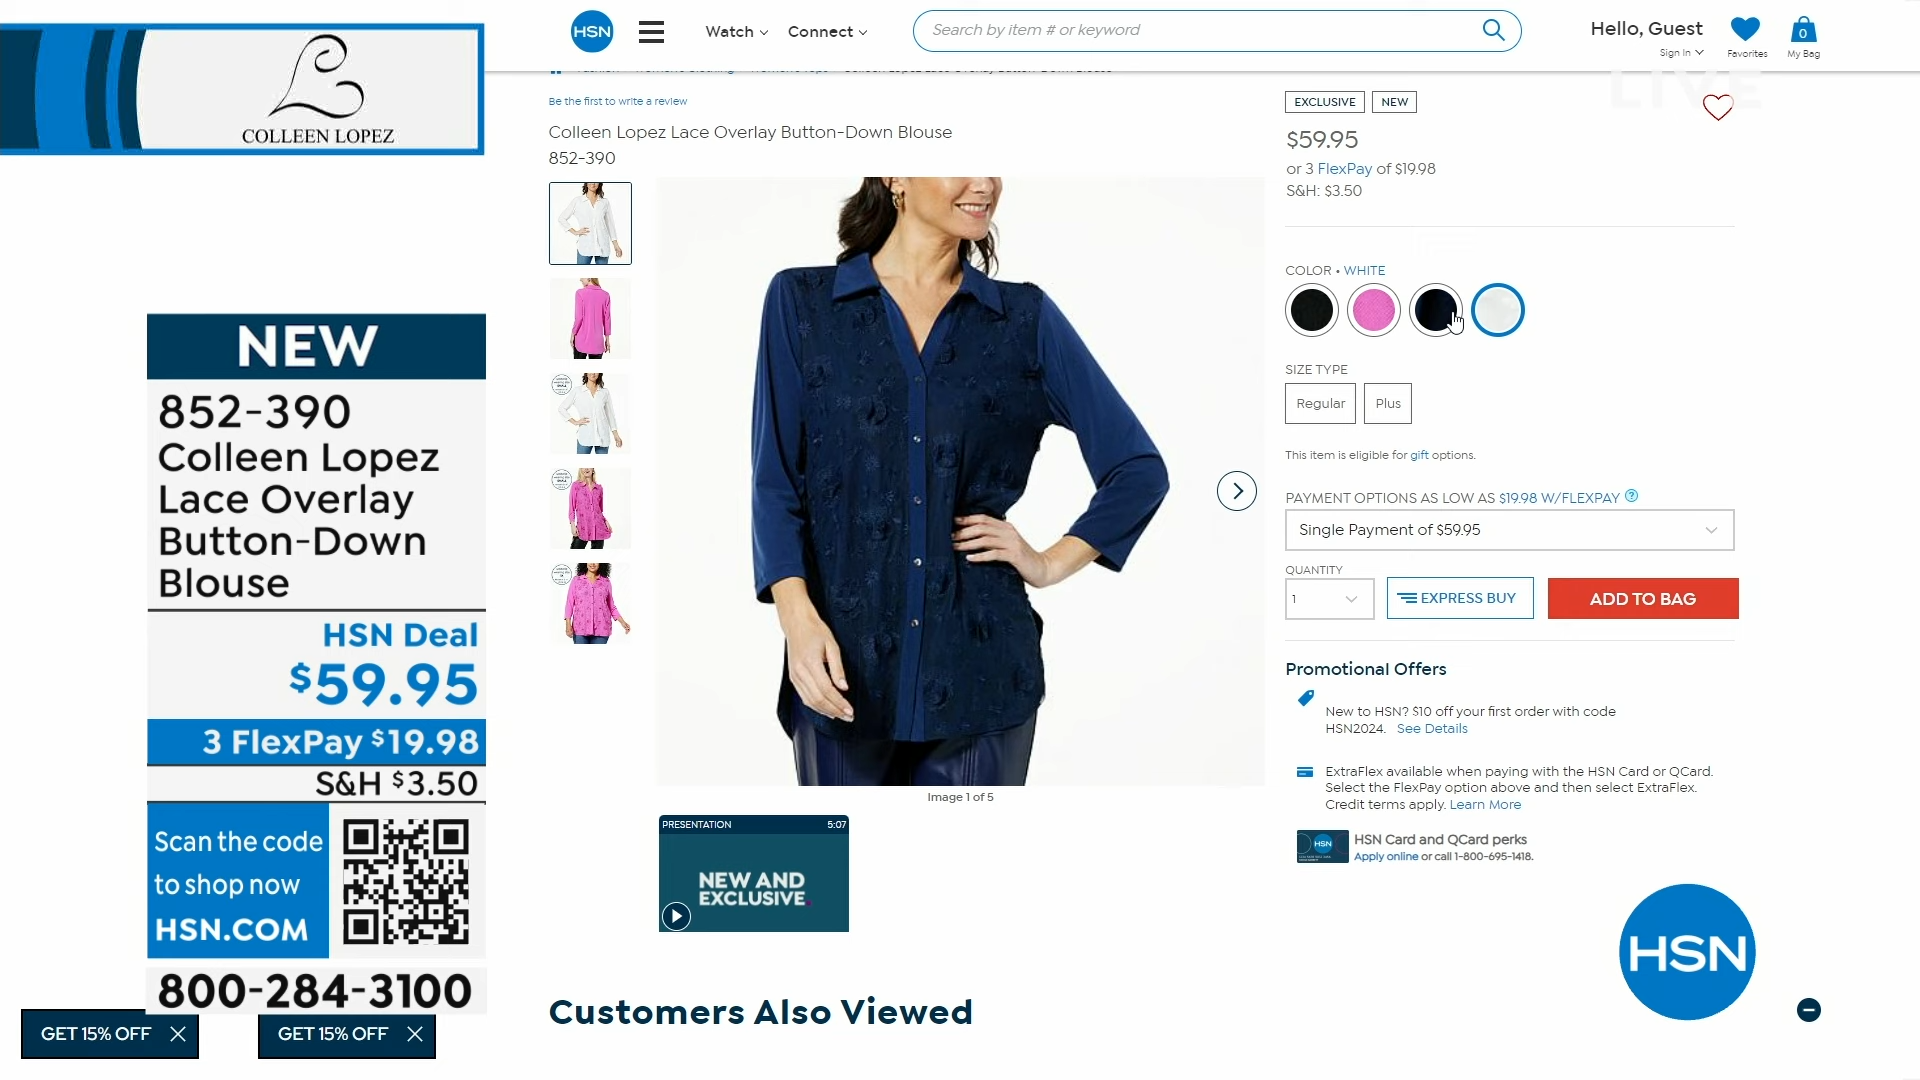 COLLEEN LOPEZ
NEW
852-390
Colleen Lopez
Lace Overlay
Button-Down
Blouse
HSN Deal
$59.95
3 FlexPay $19.98
S&H $3.50
Scan the code
to shop now
HSN.COM
800-284-3100
GET 15% OFF
GET 15% OFF
HSN
Watch
Connect
Search by item # or keyword
Hello, Guest
Sign In
Favorites
0
My Bag
LIVE
Be the first to write a review
Colleen Lopez Lace Overlay Button-Down Blouse
852-390
Image 1 of 5
PRESENTATION 5:07
NEW AND
EXCLUSIVE.
EXCLUSIVE
NEW
$59.95
or 3 FlexPay of $19.98
S&H: $3.50
COLOR • WHITE
SIZE TYPE
Regular
Plus
This item is eligible for gift options.
PAYMENT OPTIONS AS LOW AS $19.98 W/FLEXPAY ?
Single Payment of $59.95
QUANTITY
1
EXPRESS BUY
ADD TO BAG
Promotional Offers
New to HSN? $10 off your first order with code
HSN2024. See Details
ExtraFlex available when paying with the HSN Card or QCard.
Select the FlexPay option above and then select ExtraFlex.
Credit terms apply. Learn More
HSN
HSN Card and QCard perks
Apply online or call 1-800-695-1418.
HSN
Customers Also Viewed